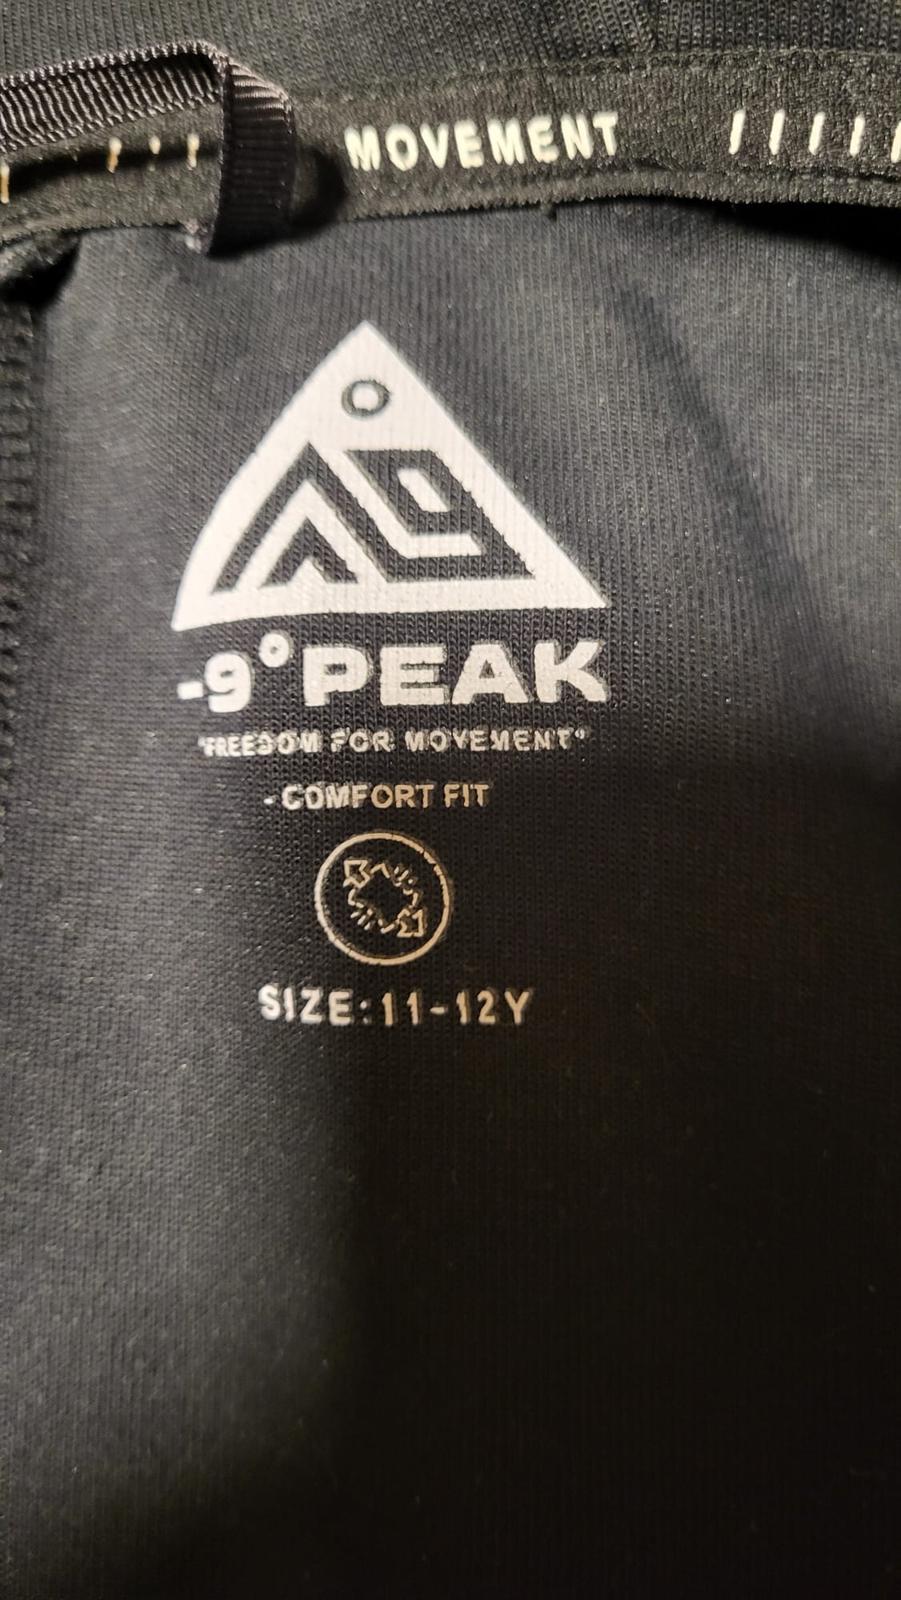 MOVEMENT
-9°PEAK
"FREEDOM FOR MOVEMENT"
- COMFORT FIT
SIZE:11-12Y